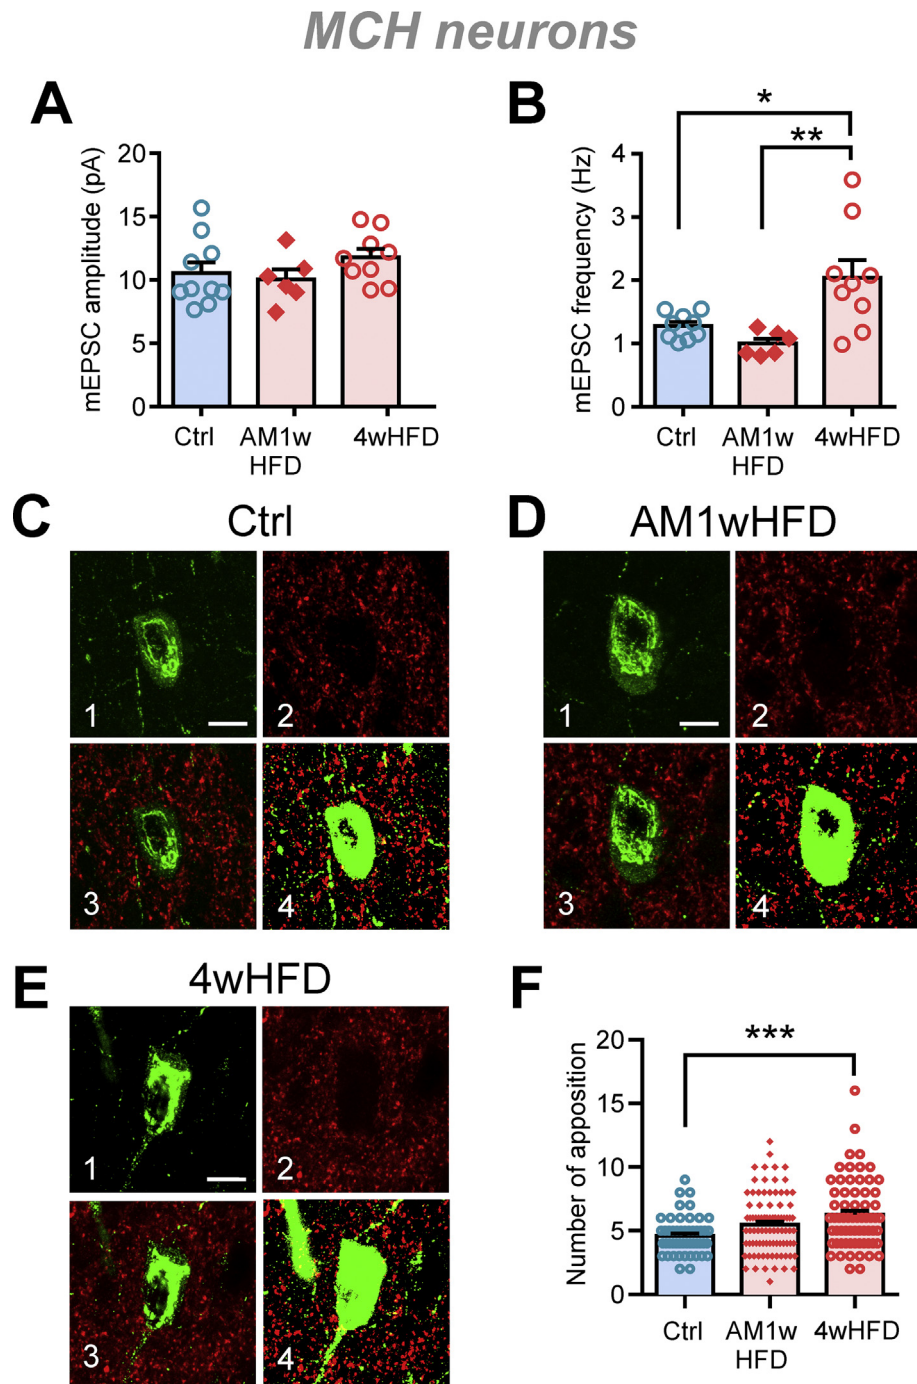 MCH neurons
A
mEPSC amplitude (pA)
20
15
10
5
0
Ctrl
AM1w
HFD
4wHFD
B
mEPSC frequency (Hz)
*
**
4
3
2
1
0
Ctrl
AM1w
HFD
4wHFD
C
Ctrl
1
2
3
4
D
AM1wHFD
1
2
3
4
E
4wHFD
1
2
3
4
F
Number of apposition
***
20
15
10
5
0
Ctrl
AM1w
HFD
4wHFD